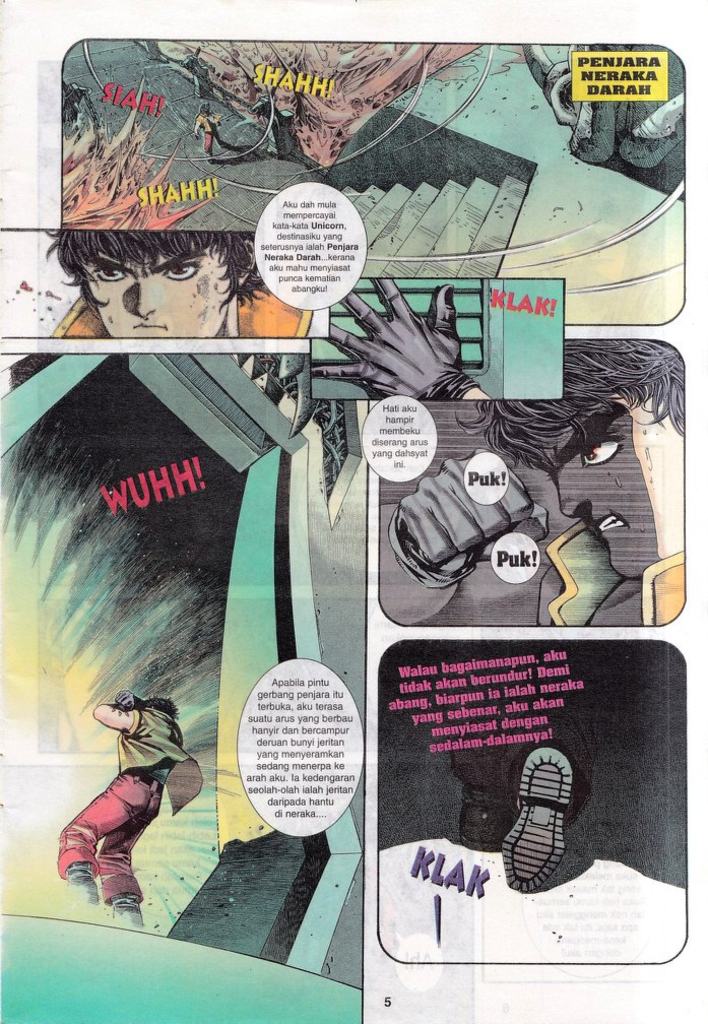 PENJARA
NERAKA
DARAH
SHAHH!
SIAH!
SHAHH!
Aku dah mula
mempercayai
kata-kata Unicorn,
destinasiku yang
seterusnya ialah Penjara
Neraka Darah...kerana
aku mahu menyiasat
punca kematian
abangku!
KLAK!
Hati aku
hampir
membeku
diserang arus
yang dahsyat
ini.
Puk!
Puk!
WUHH!
Apabila pintu
gerbang penjara itu
terbuka, aku terasa
suatu arus yang berbau
hanyir dan bercampur
deruan bunyi jeritan
yang menyeramkan
sedang menerpa ke
arah aku. Ia kedengaran
seolah-olah ialah jeritan
daripada hantu
di neraka....
Walau bagaimanapun, aku
tidak akan berundur! Demi
abang, biarpun ia ialah neraka
yang sebenar, aku akan
menyiasat dengan
sedalam-dalamnya!
KLAK
!
5